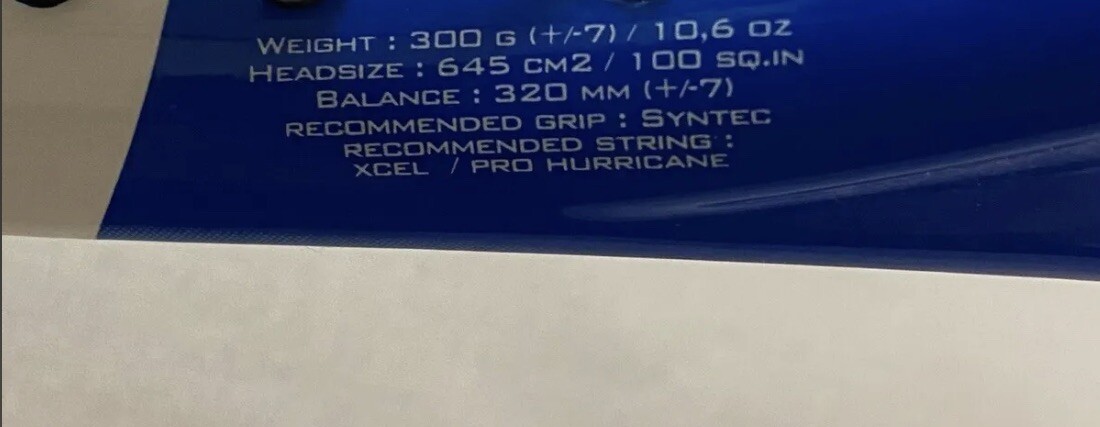 WEIGHT : 300 G (+/-7) / 10,6 OZ
HEADSIZE : 645 CM2 / 100 SQ.IN
BALANCE : 320 MM (+/-7)
RECOMMENDED GRIP : SYNTEC
RECOMMENDED STRING :
XCEL / PRO HURRICANE